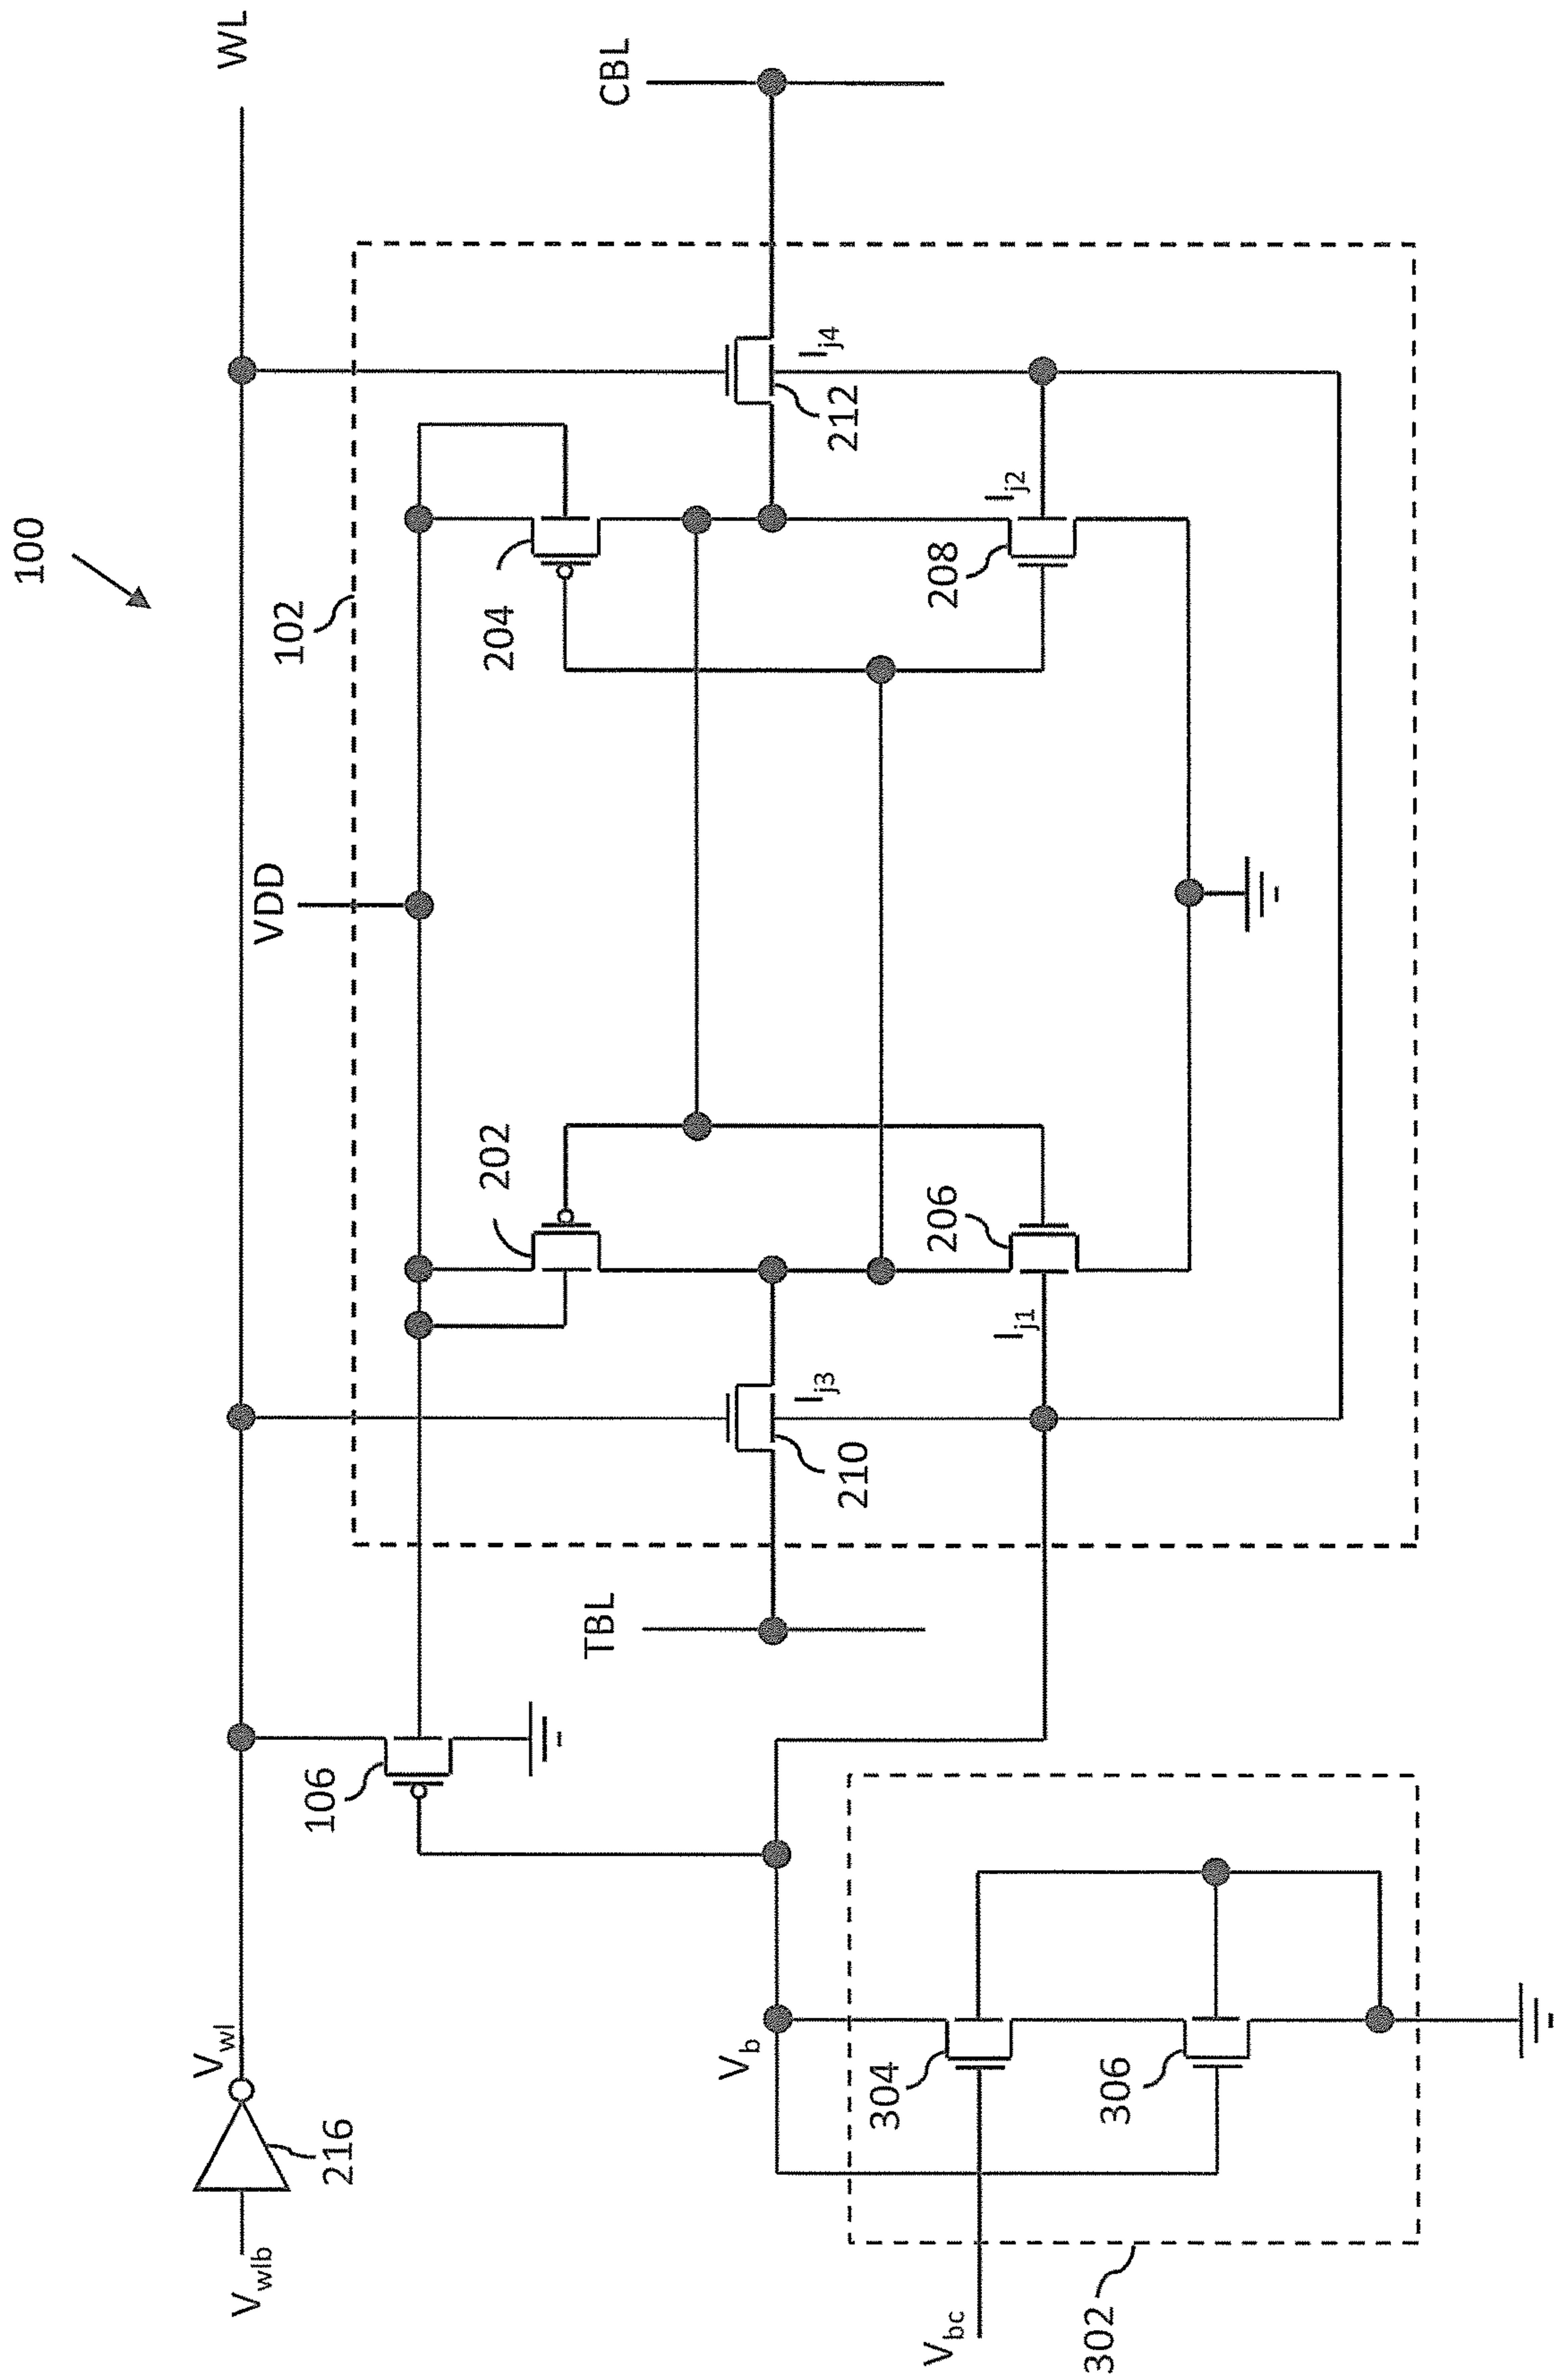 100
WL
V_wl
V_wlb
216
VDD
102
CBL
106
202
204
212
I_j4
TBL
210
I_j3
206
I_j1
208
I_j2
V_b
304
306
V_bc
302